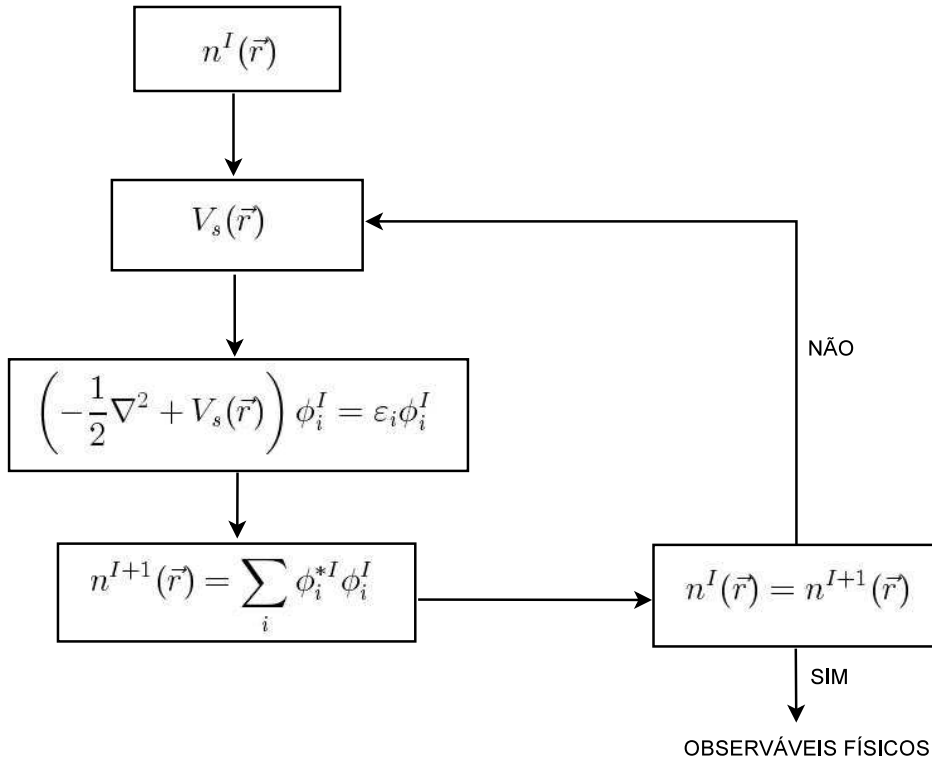 $n^{I}(\vec{r})$
$V_s(\vec{r})$
NÃO
$\left(-\frac{1}{2}\nabla^2 + V_s(\vec{r})\right)\phi_i^I = \varepsilon_i\phi_i^I$
$n^{I+1}(\vec{r}) = \sum_i \phi_i^{*I}\phi_i^I$
$n^{I}(\vec{r}) = n^{I+1}(\vec{r})$
SIM
OBSERVÁVEIS FÍSICOS